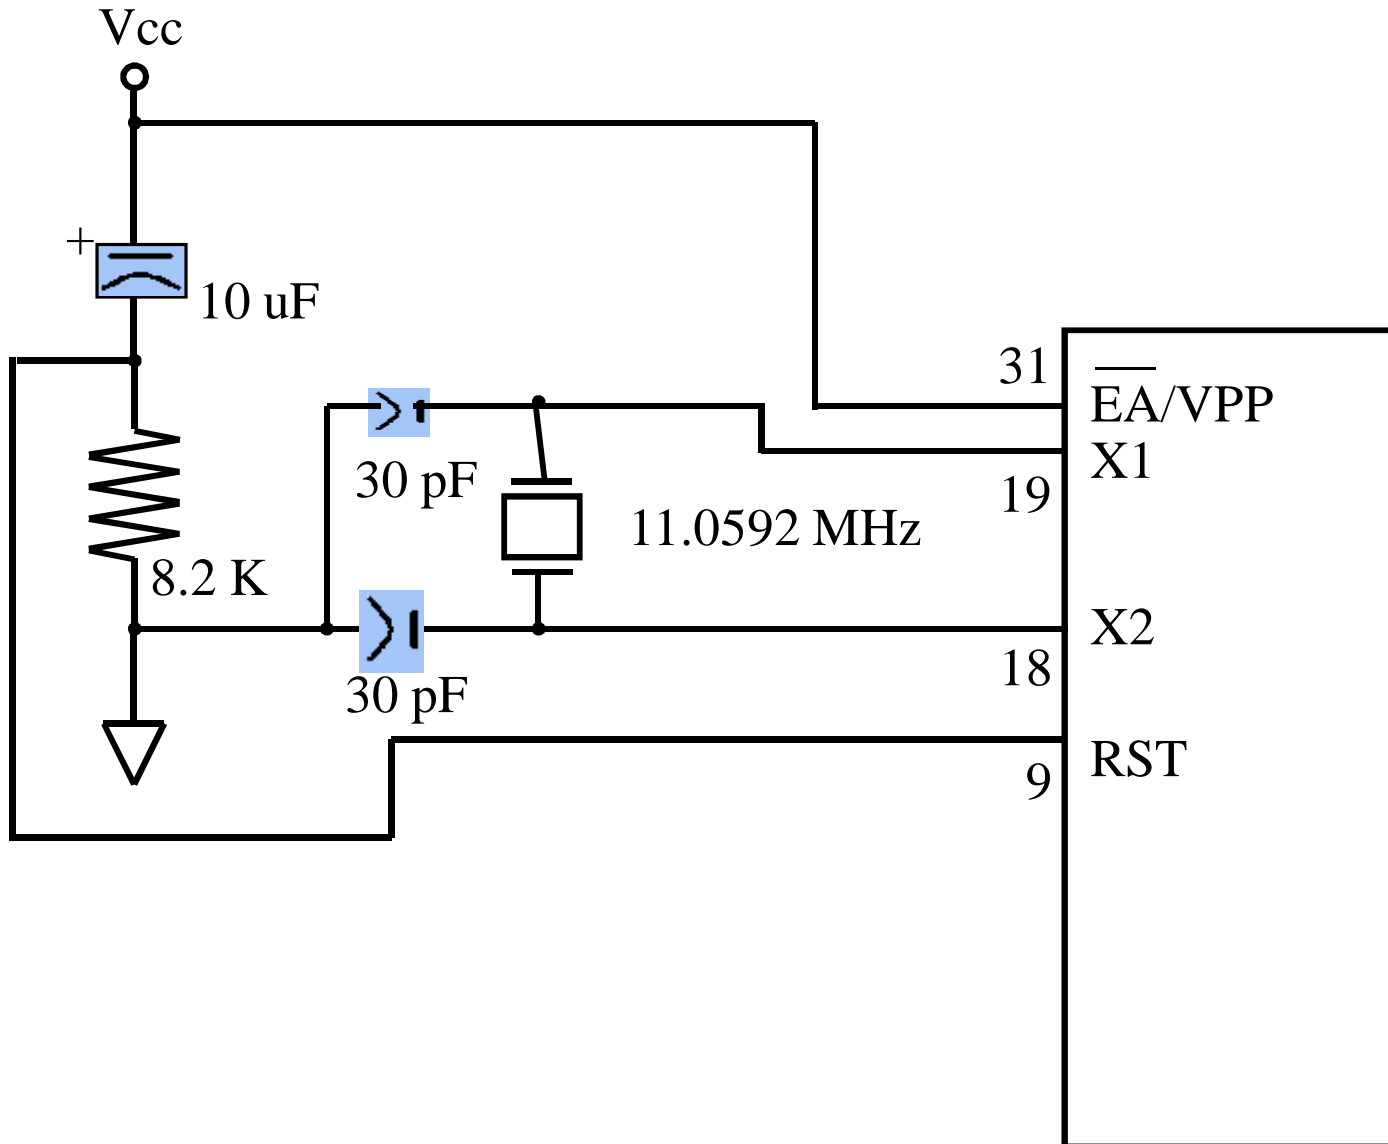 Vcc
+
10 uF
31
EA/VPP
X1
30 pF
19
11.0592 MHz
8.2 K
X2
18
30 pF
RST
9